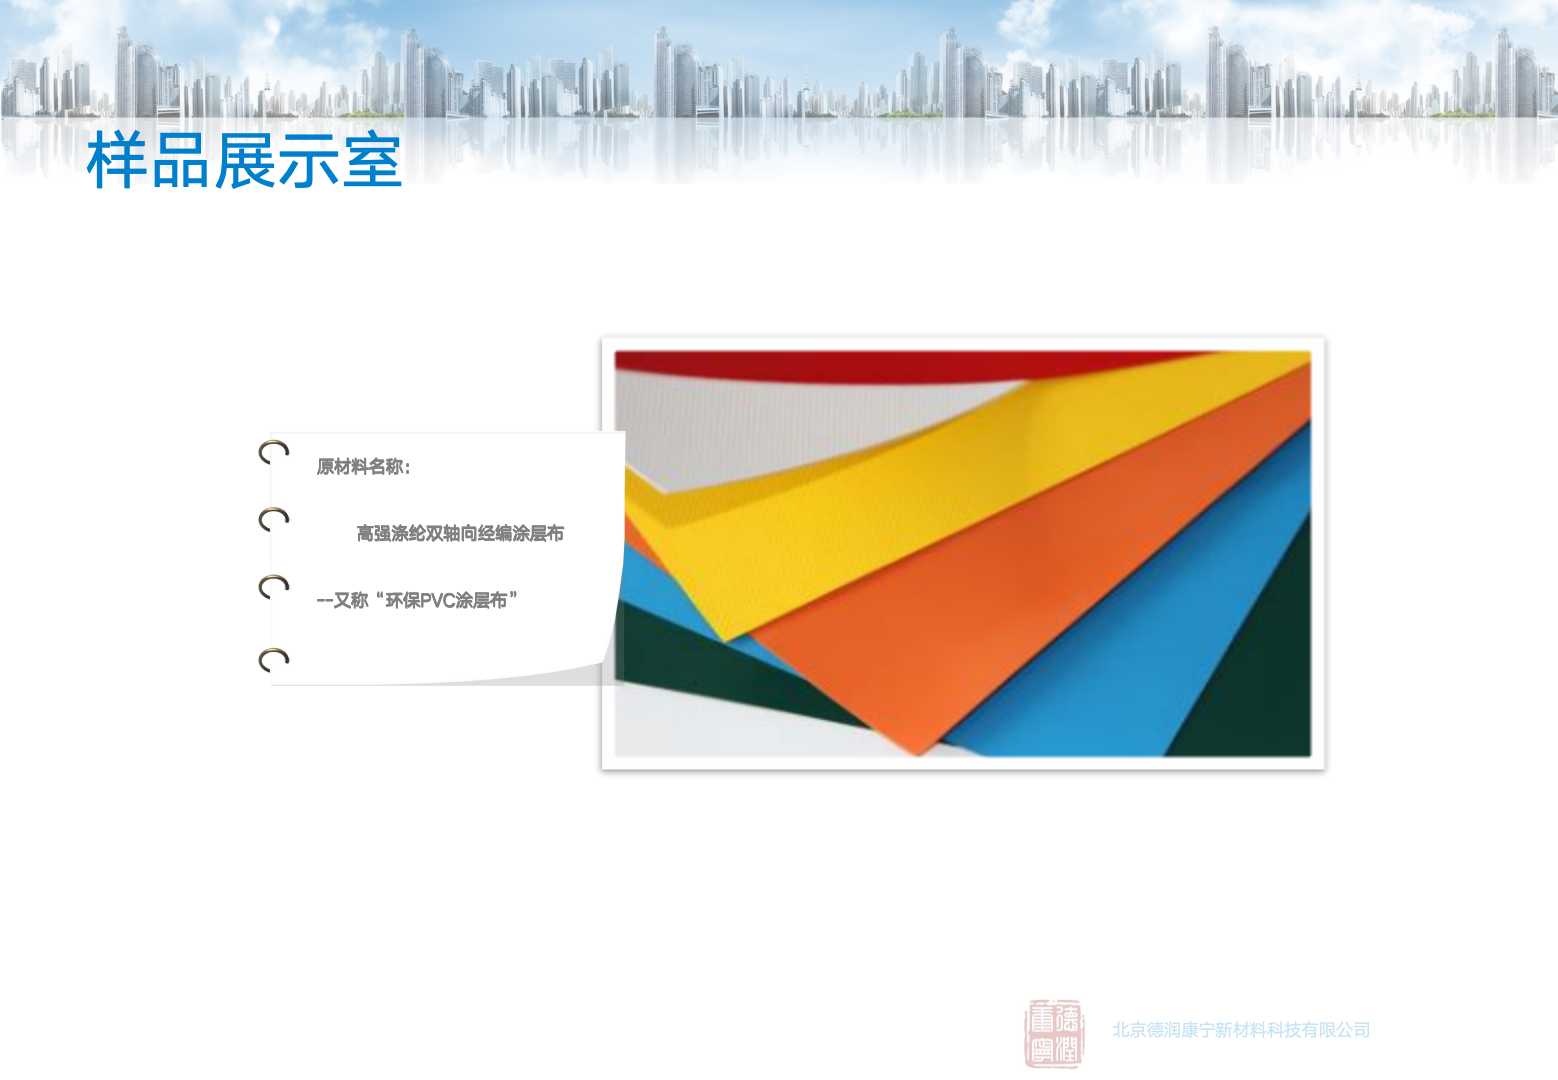 样品展示室
原材料名称：
高强涤纶双轴向经编涂层布
--又称“环保PVC涂层布”
德润
康宁
北京德润康宁新材料科技有限公司